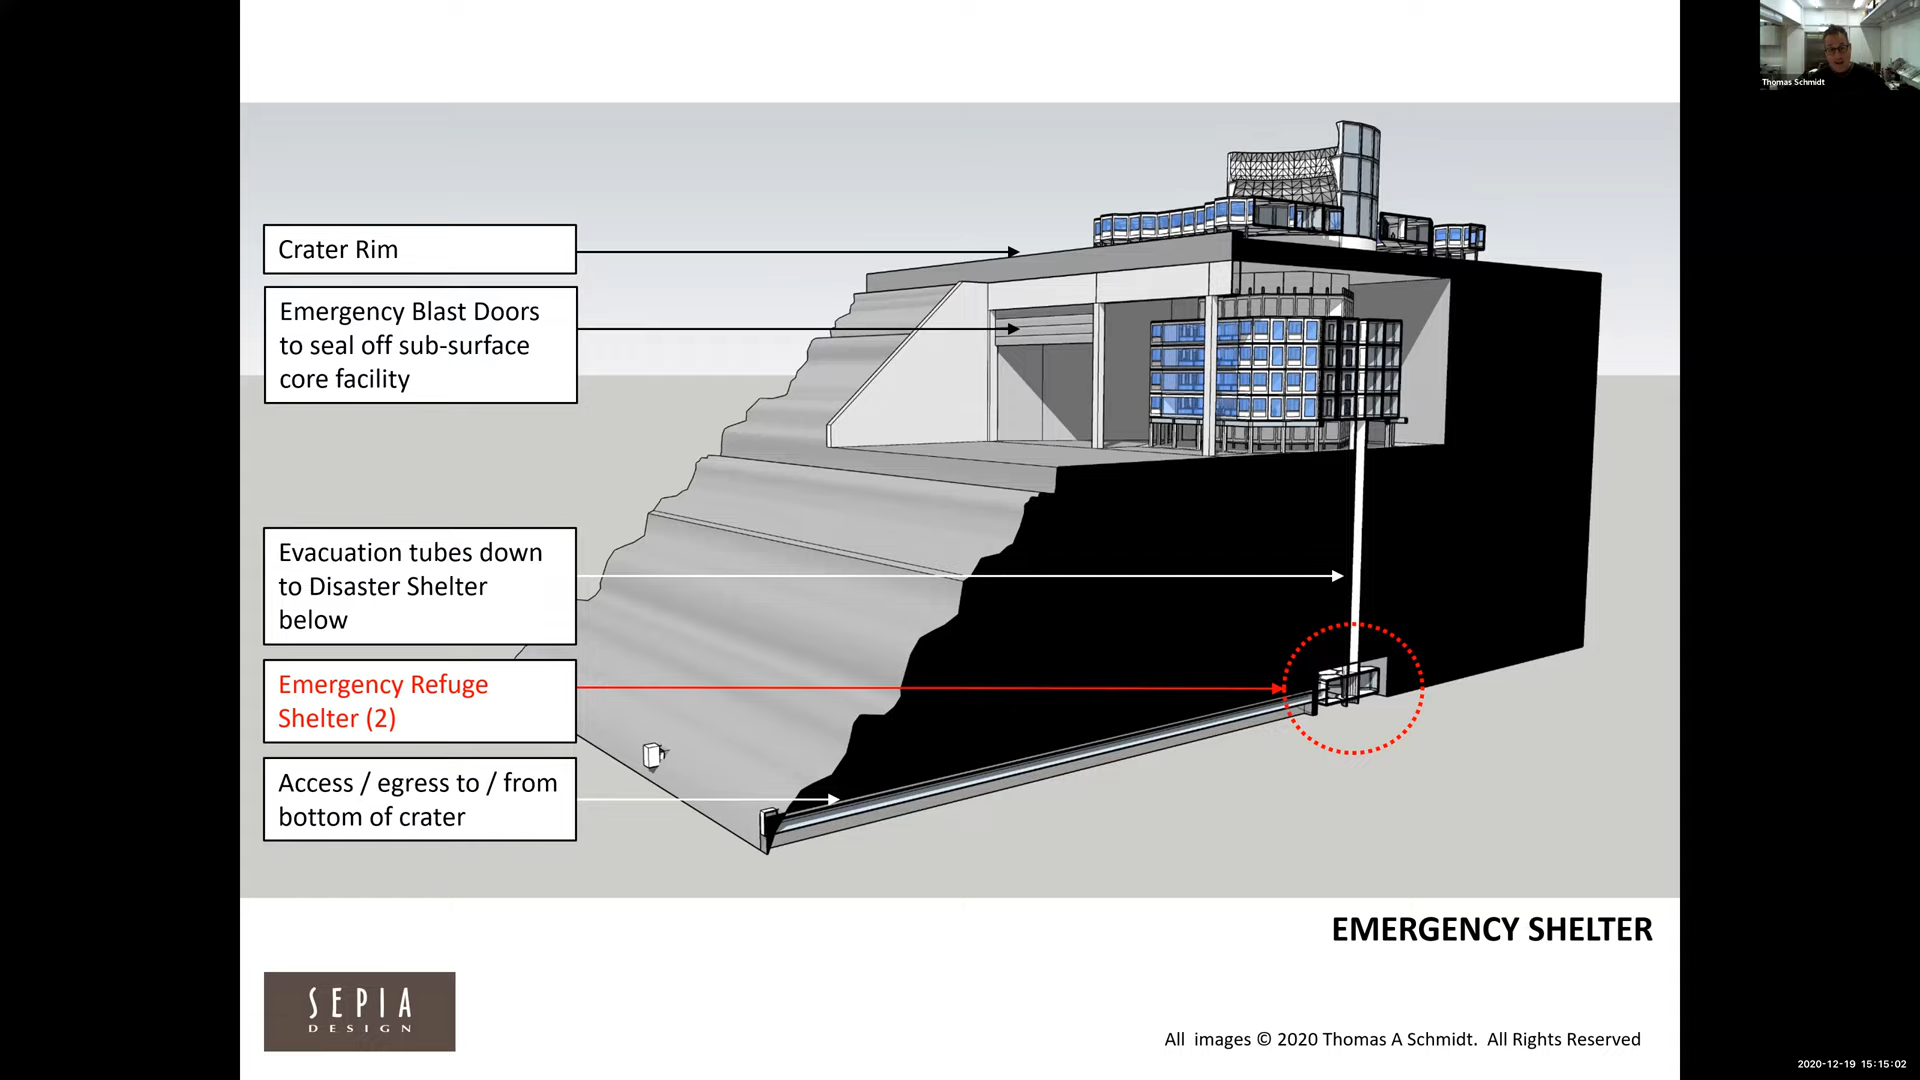 Thomas Schmidt
Crater Rim
Emergency Blast Doors
to seal off sub-surface
core facility
Evacuation tubes down
to Disaster Shelter
below
Emergency Refuge
Shelter (2)
Access / egress to / from
bottom of crater
EMERGENCY SHELTER
SEPIA
DESIGN
All images © 2020 Thomas A Schmidt. All Rights Reserved
2020-12-19 15:15:02